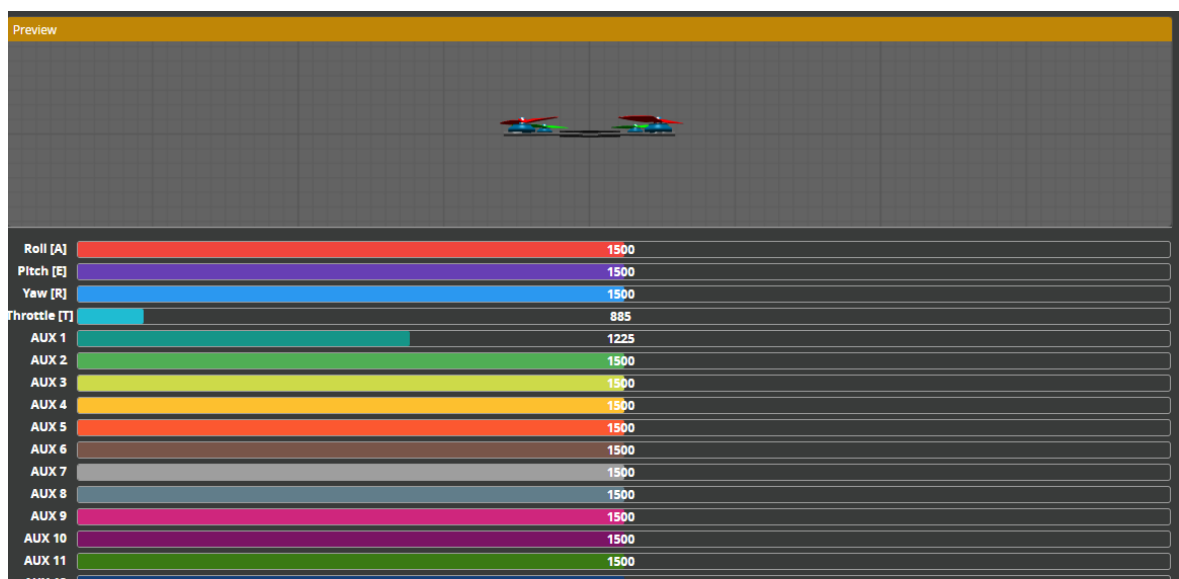 Preview
Roll [A] 1500
Pitch [E] 1500
Yaw [R] 1500
Throttle [T] 885
AUX 1 1225
AUX 2 1500
AUX 3 1500
AUX 4 1500
AUX 5 1500
AUX 6 1500
AUX 7 1500
AUX 8 1500
AUX 9 1500
AUX 10 1500
AUX 11 1500